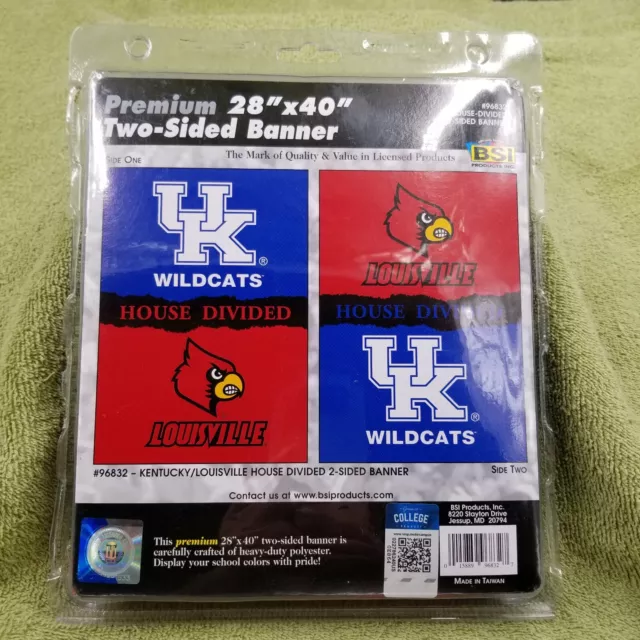 Premium 28"x40"
Two-Sided Banner
#96832
HOUSE-DIVIDED
2-SIDED BANNER
The Mark of Quality & Value in Licensed Products
BSI
PRODUCTS, INC.
SIDE ONE
UK
®
WILDCATS
HOUSE DIVIDED
LOUISVILLE
LOUISVILLE
HOUSE DIVIDED
UK
®
WILDCATS
#96832 – KENTUCKY/LOUISVILLE HOUSE DIVIDED 2-SIDED BANNER
SIDE TWO
Contact us at www.bsiproducts.com
This premium 28"x40" two-sided banner is
carefully crafted of heavy-duty polyester.
Display your school colors with pride!
COLLEGE
BSI Products, Inc.
8220 Stayton Drive
Jessup, MD 20794
MADE IN TAIWAN